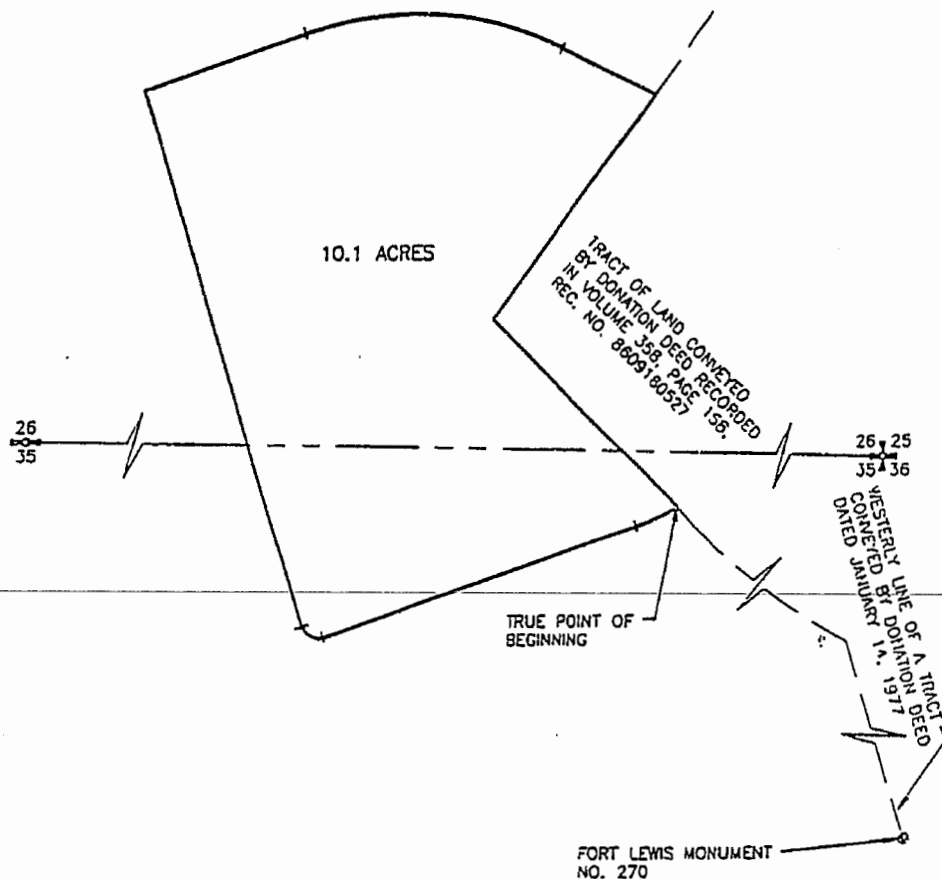 10.1 ACRES
TRACT OF LAND CONVEYED
BY DONATION DEED RECORDED
IN VOLUME 358, PAGE 156,
REC. NO. 8609180527
26
35
26 25
35 36
WESTERLY LINE OF A TRACT
CONVEYED BY DONATION DEED
DATED JANUARY 14, 1977
TRUE POINT OF
BEGINNING
FORT LEWIS MONUMENT
NO. 270